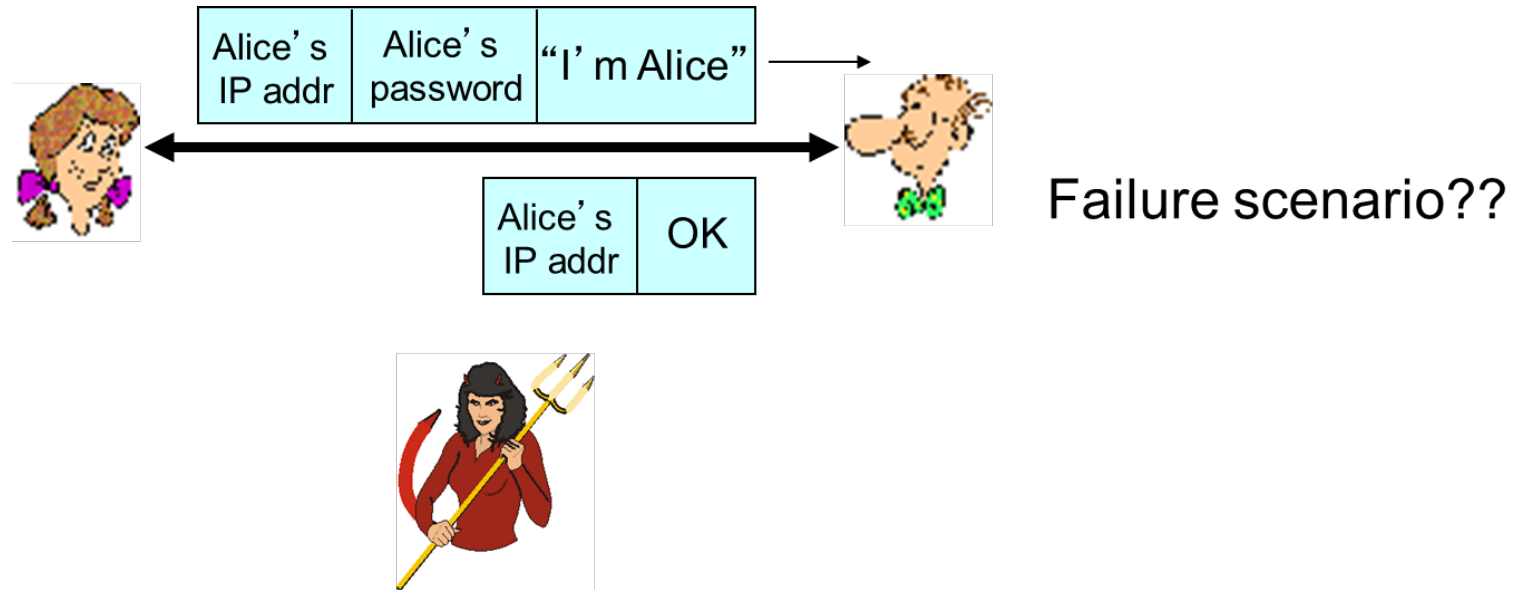 Alice’s
IP addr
Alice’s
password
“I’m Alice”
Alice’s
IP addr
OK
Failure scenario??